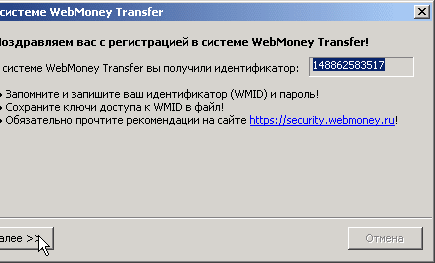 системе WebMoney Transfer
Поздравляем вас с регистрацией в системе WebMoney Transfer!
системе WebMoney Transfer вы получили идентификатор: 148862583517
• Запомните и запишите ваш идентификатор (WMID) и пароль!
• Сохраните ключи доступа к WMID в файл!
• Обязательно прочтите рекомендации на сайте https://security.webmoney.ru!
алее >>
Отмена